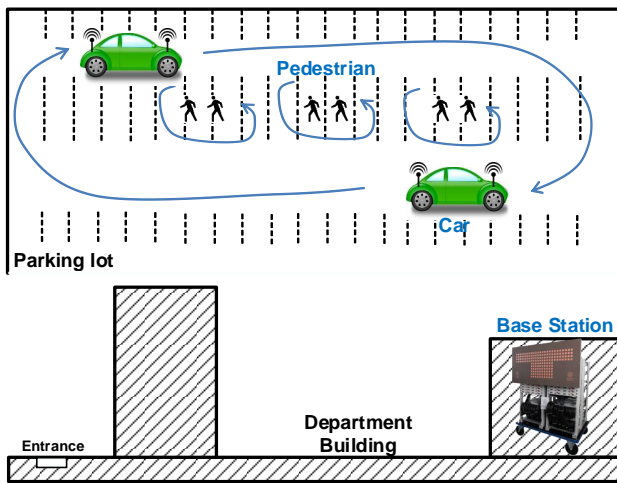 Pedestrian
Car
Parking lot
Base Station
Department
Building
Entrance